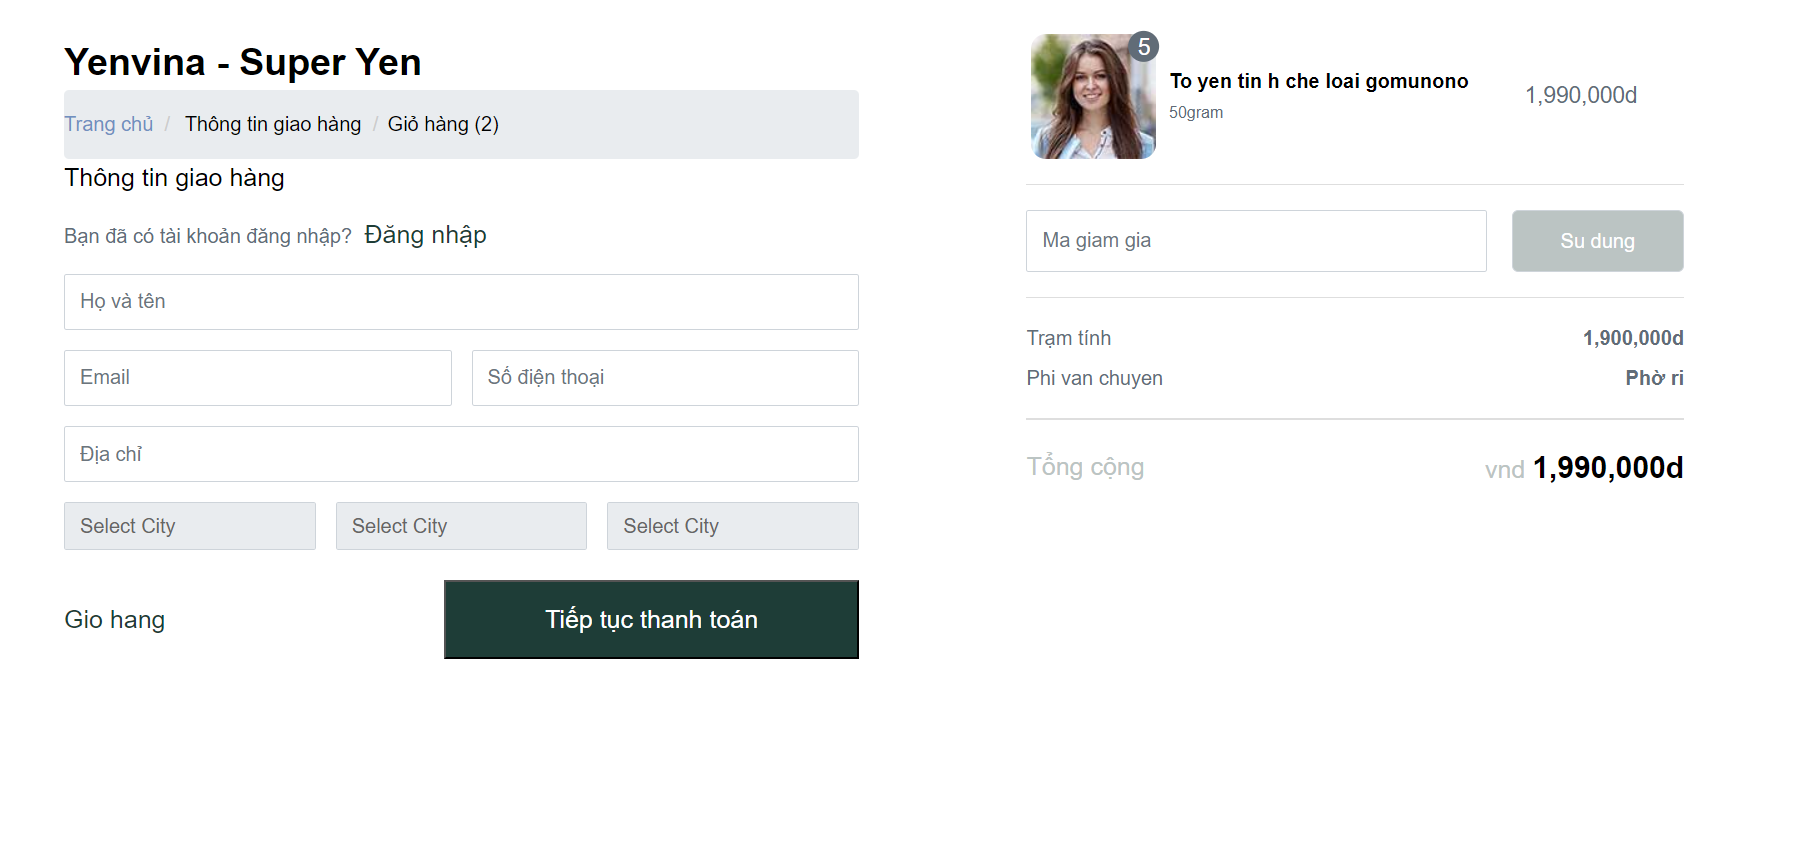 Yenvina - Super Yen
Trang chủ / Thông tin giao hàng / Giỏ hàng (2)
Thông tin giao hàng
Bạn đã có tài khoản đăng nhập? Đăng nhập
Họ và tên
Email
Số điện thoại
Địa chỉ
Select City
Select City
Select City
Gio hang
Tiếp tục thanh toán
5
To yen tin h che loai gomunono
50gram
1,990,000d
Ma giam gia
Su dung
Trạm tính 1,900,000d
Phi van chuyen Phờ ri
Tổng cộng vnd 1,990,000d